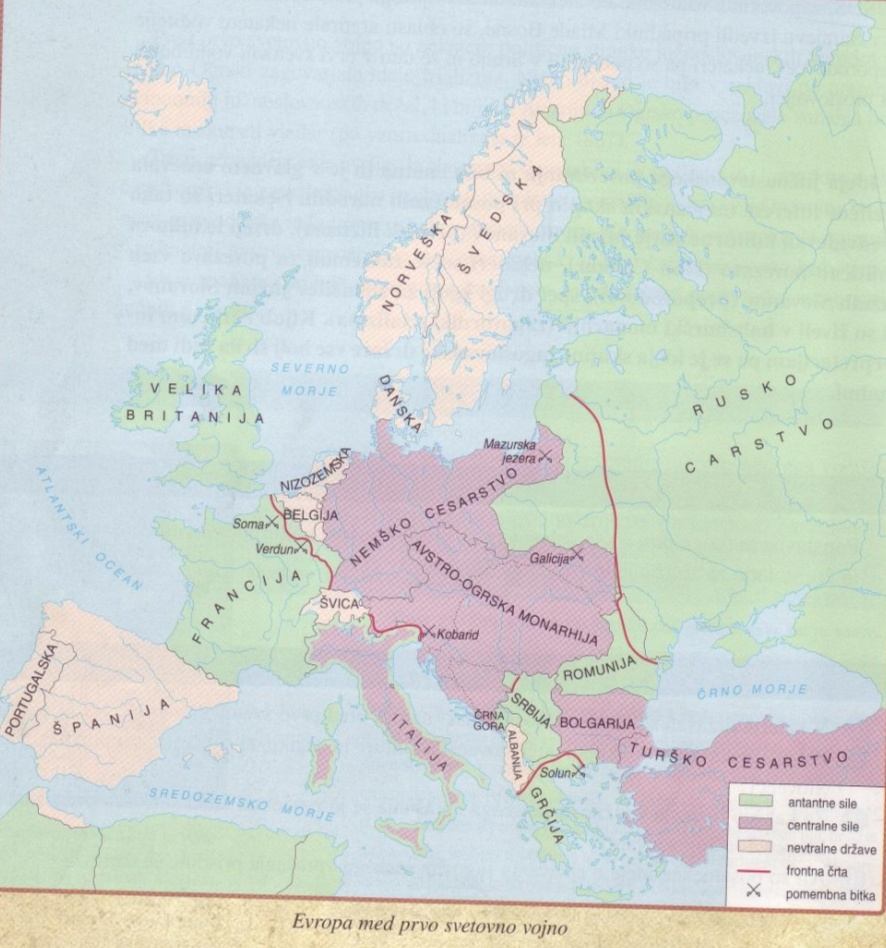 NORVEŠKA
ŠVEDSKA
SEVERNO
MORJE
VELIKA
BRITANIJA
DANSKA
RUSKO
CARSTVO
Mazurska
jezera
NIZOZEMSKA
BELGIJA
NEMŠKO CESARSTVO
ATLANTSKI OCEAN
Soma
Verdun
FRANCIJA
Galicija
AVSTRO-OGRSKA MONARHIJA
ŠVICA
Kobarid
ROMUNIJA
PORTUGALSKA
ŠPANIJA
ITALIJA
ČRNO MORJE
SRBIJA
ČRNA
GORA
BOLGARIJA
ALBANIJA
TURŠKO CESARSTVO
Solun
GRČIJA
SREDOZEMSKO MORJE
antantne sile
centralne sile
nevtralne države
frontna črta
pomembna bitka
Evropa med prvo svetovno vojno